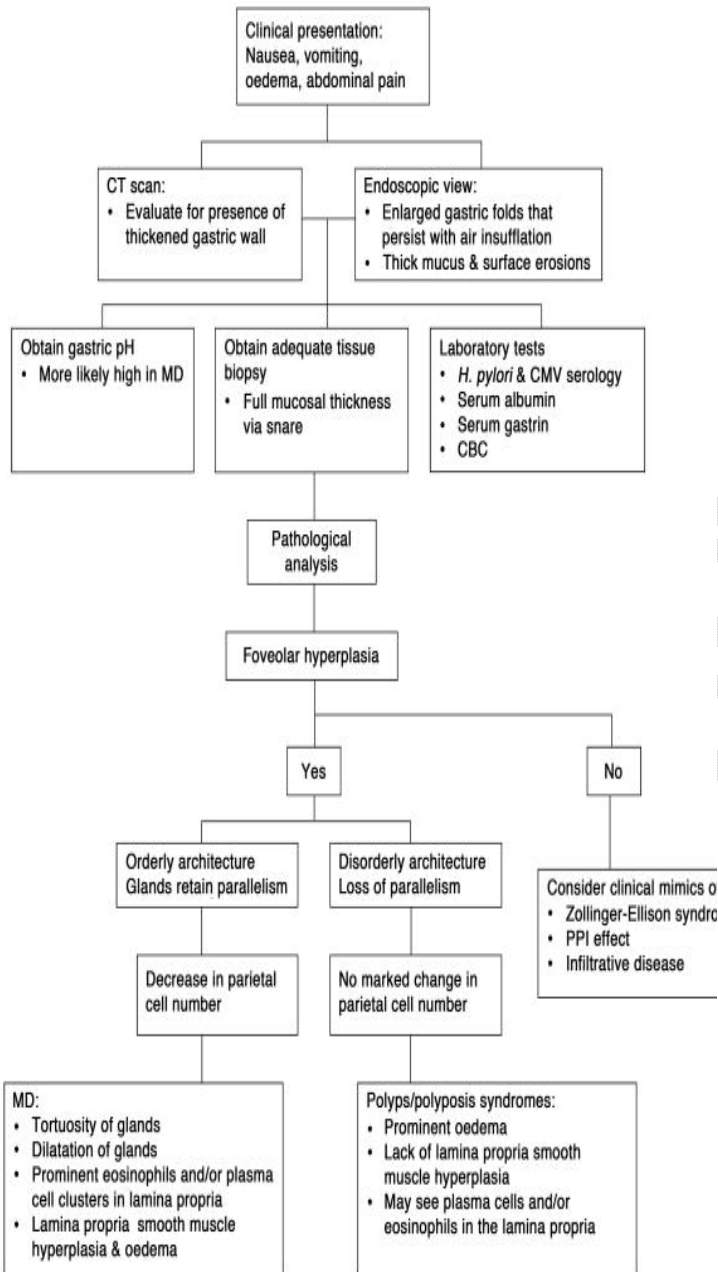 Clinical presentation:
Nausea, vomiting,
oedema, abdominal pain
CT scan:
• Evaluate for presence of
thickened gastric wall
Endoscopic view:
• Enlarged gastric folds that
persist with air insufflation
• Thick mucus & surface erosions
Obtain gastric pH
• More likely high in MD
Obtain adequate tissue
biopsy
• Full mucosal thickness
via snare
Laboratory tests
• H. pylori & CMV serology
• Serum albumin
• Serum gastrin
• CBC
Pathological
analysis
Foveolar hyperplasia
Yes
No
Orderly architecture
Glands retain parallelism
Disorderly architecture
Loss of parallelism
Consider clinical mimics o
• Zollinger-Ellison syndro
• PPI effect
• Infiltrative disease
Decrease in parietal
cell number
No marked change in
parietal cell number
MD:
• Tortuosity of glands
• Dilatation of glands
• Prominent eosinophils and/or plasma
cell clusters in lamina propria
• Lamina propria smooth muscle
hyperplasia & oedema
Polyps/polyposis syndromes:
• Prominent oedema
• Lack of lamina propria smooth
muscle hyperplasia
• May see plasma cells and/or
eosinophils in the lamina propria